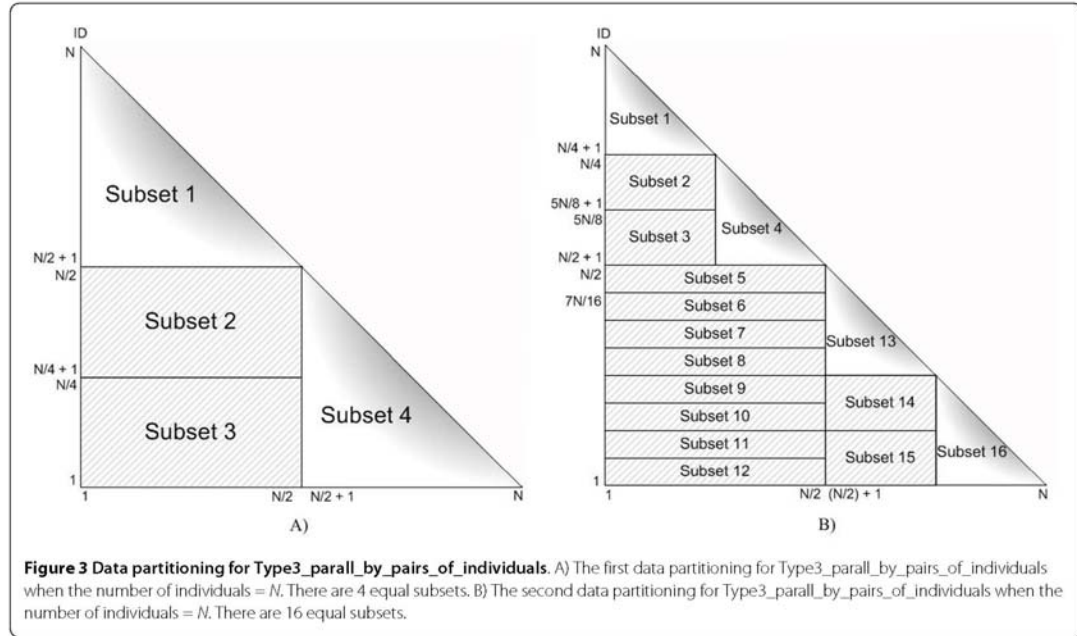 ID
N
Subset 1
N/2 + 1
N/2
Subset 2
N/4 + 1
N/4
Subset 3
Subset 4
1
1
N/2
N/2 + 1
N
A)
ID
N
Subset 1
N/4 + 1
N/4
Subset 2
5N/8 + 1
5N/8
Subset 3
Subset 4
N/2 + 1
N/2
Subset 5
7N/16
Subset 6
Subset 7
Subset 8
Subset 13
Subset 9
Subset 10
Subset 14
Subset 11
Subset 12
Subset 15
Subset 16
1
1
N/2
(N/2) + 1
N
B)
Figure 3 Data partitioning for Type3_parall_by_pairs_of_individuals. A) The first data partitioning for Type3_parall_by_pairs_of_individuals
when the number of individuals = N. There are 4 equal subsets. B) The second data partitioning for Type3_parall_by_pairs_of_individuals when the
number of individuals = N. There are 16 equal subsets.